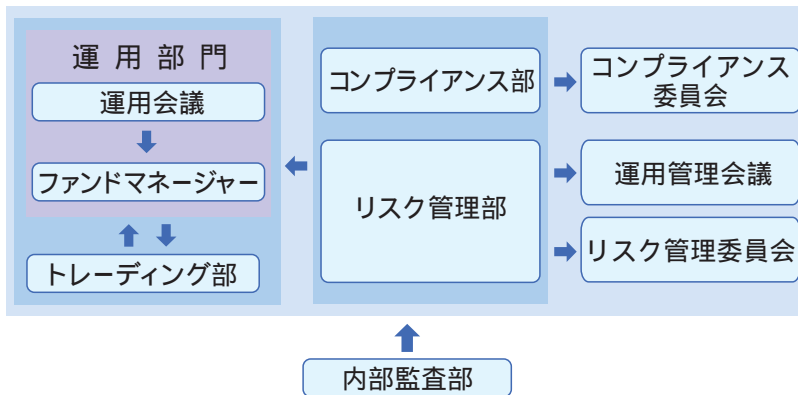 運用部門
運用会議
ファンドマネージャー
トレーディング部
コンプライアンス部
リスク管理部
コンプライアンス
委員会
運用管理会議
リスク管理委員会
内部監査部